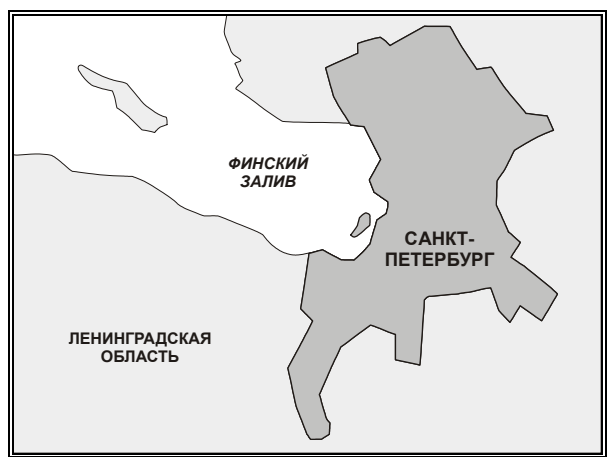 ФИНСКИЙ
ЗАЛИВ
САНКТ-
ПЕТЕРБУРГ
ЛЕНИНГРАДСКАЯ
ОБЛАСТЬ